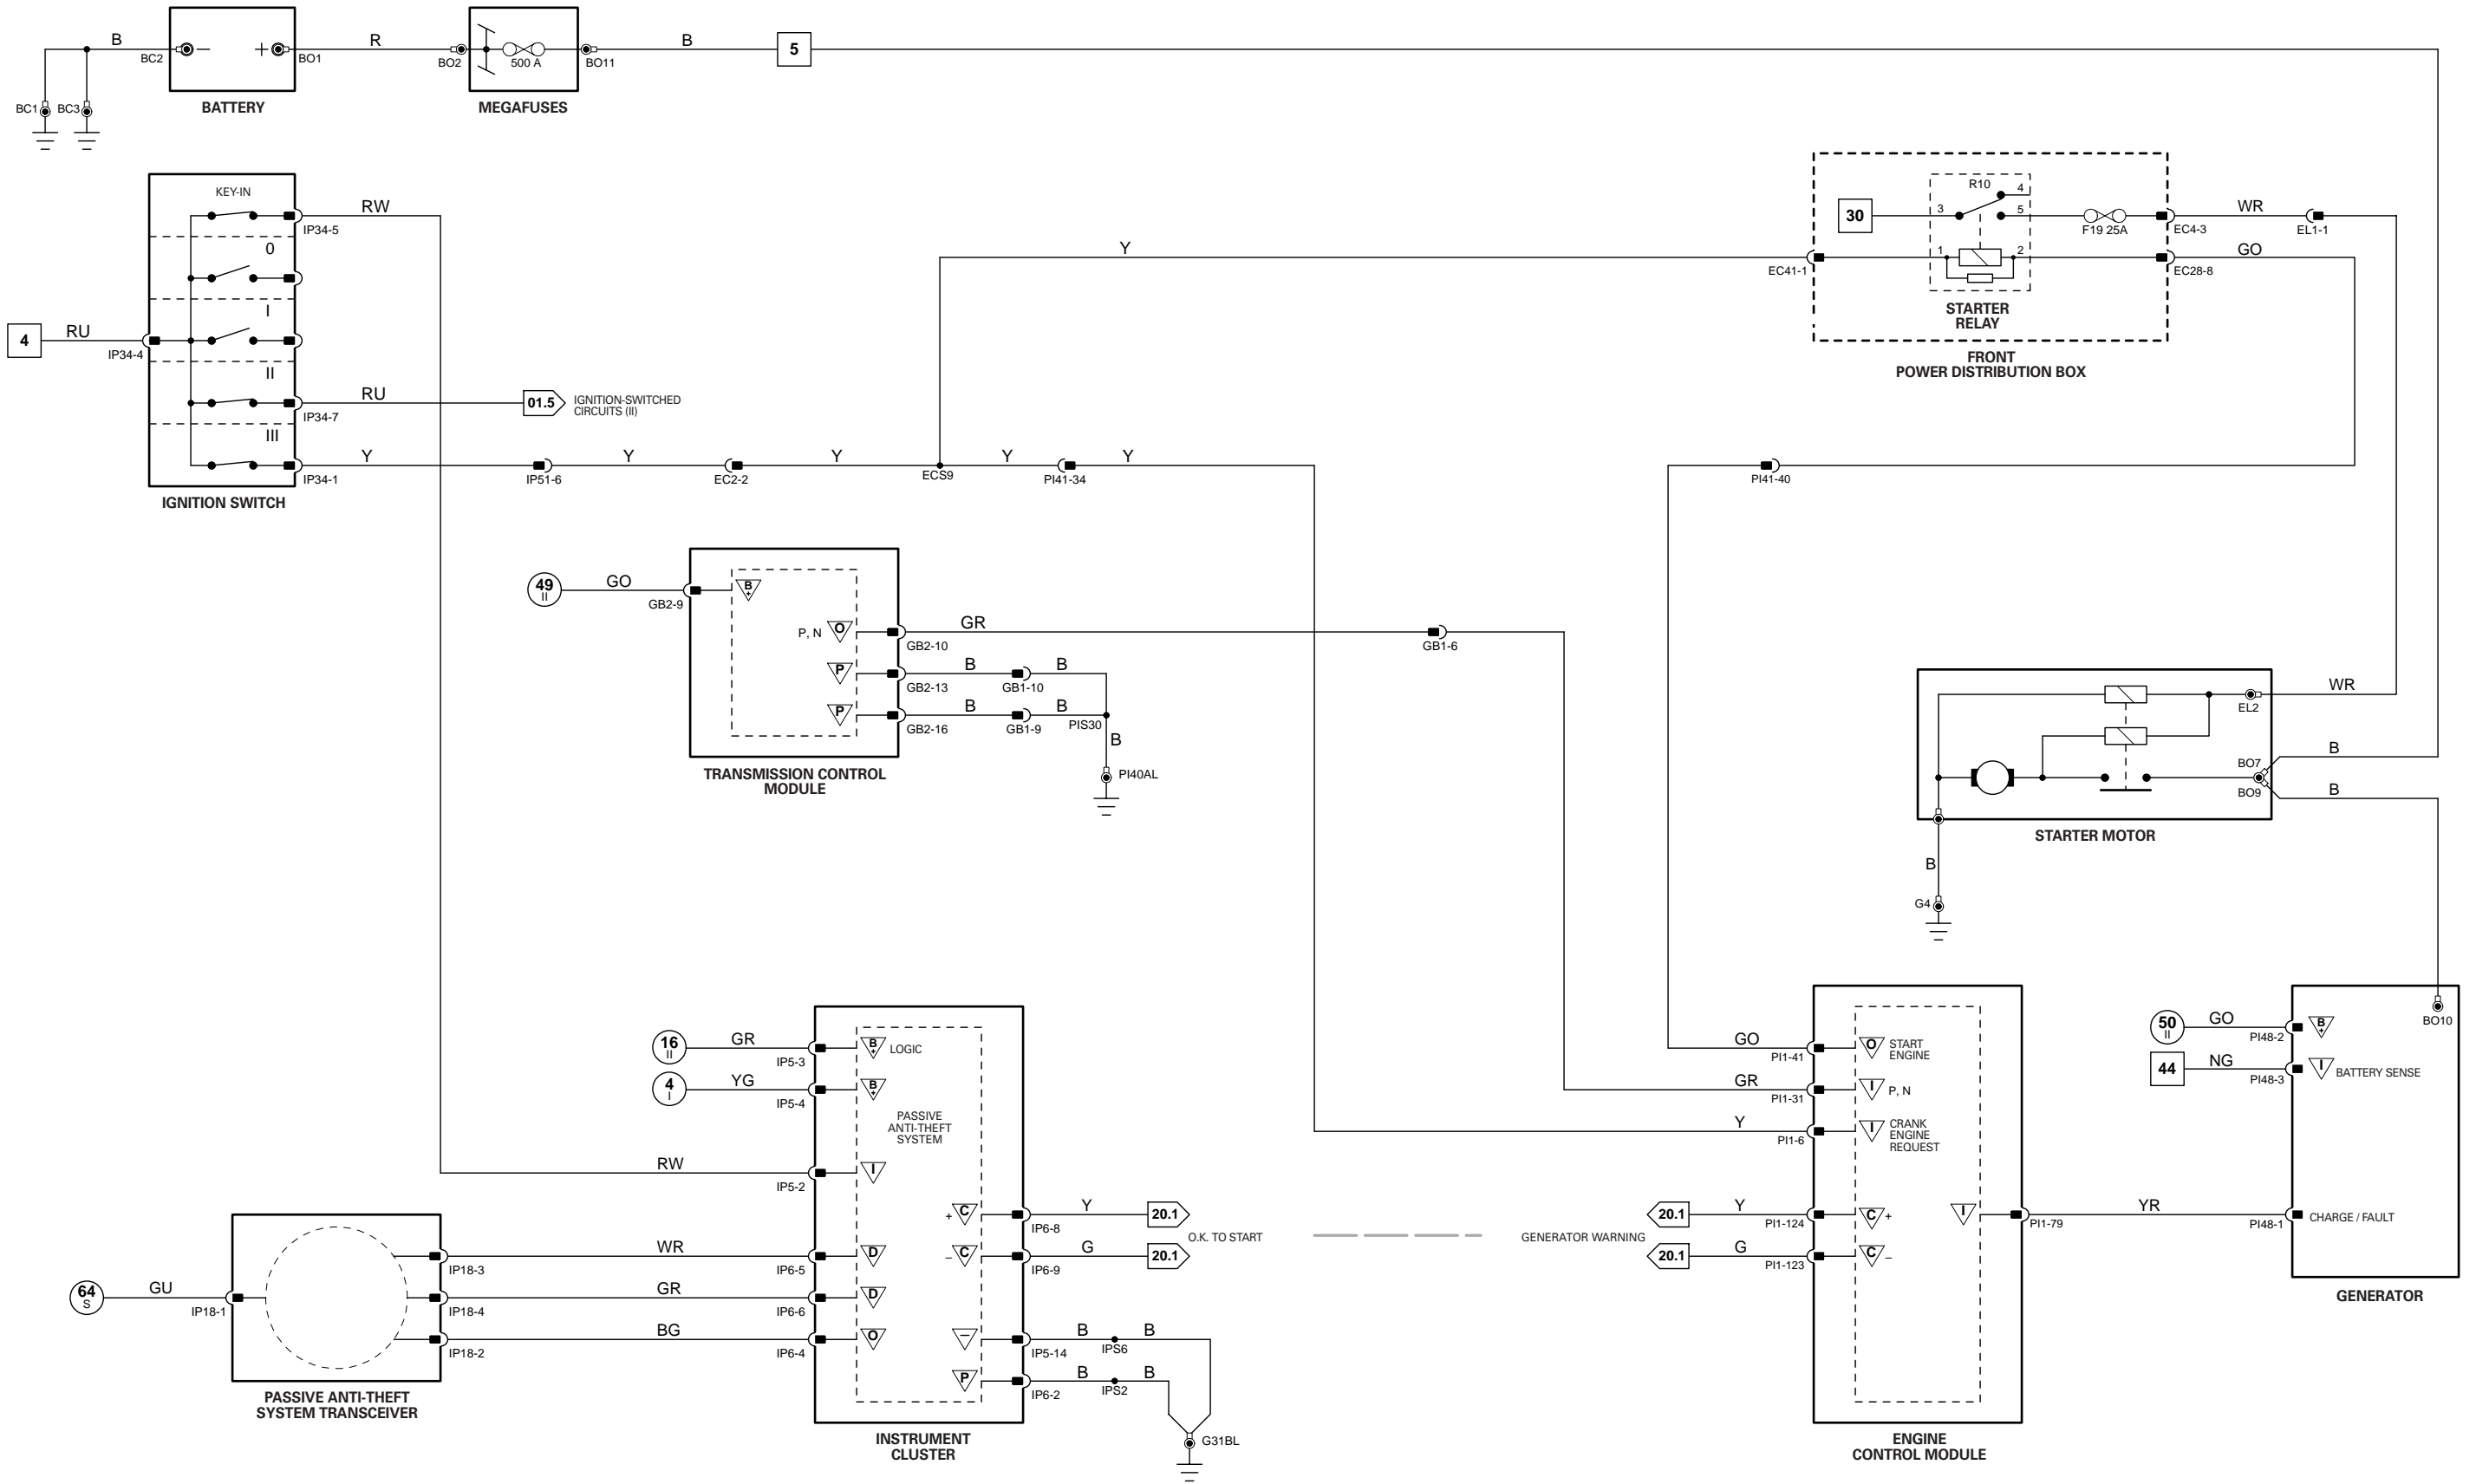 B
BC2
BC1
BC3
BO1
BATTERY
R
BO2
500 A
BO11
MEGAFUSES
B
5
KEY-IN
0
I
II
III
4
RU
IP34-4
RW
IP34-5
RU
IP34-7
01.5
IGNITION-SWITCHED
CIRCUITS (II)
Y
IP34-1
IGNITION SWITCH
IP51-6
Y
EC2-2
Y
ECS9
Y
PI41-34
Y
Y
EC41-1
30
R10
3
4
5
1
2
STARTER
RELAY
F19 25A
EC4-3
WR
EL1-1
EC28-8
GO
FRONT
POWER DISTRIBUTION BOX
PI41-40
49
II
GO
GB2-9
B
+
P, N
O
P
P
GB2-10
GR
GB1-6
GB2-13
B
GB1-10
B
GB2-16
B
GB1-9
B
PIS30
B
PI40AL
TRANSMISSION CONTROL
MODULE
EL2
WR
BO7
B
BO9
B
STARTER MOTOR
B
G4
16
II
GR
IP5-3
B
+
LOGIC
4
I
YG
IP5-4
B
+
PASSIVE
ANTI-THEFT
SYSTEM
RW
IP5-2
I
64
S
GU
IP18-1
IP18-3
WR
IP6-5
D
IP18-4
GR
IP6-6
D
IP18-2
BG
IP6-4
O
PASSIVE ANTI-THEFT
SYSTEM TRANSCEIVER
+
C
IP6-8
Y
20.1
O.K. TO START
–
C
IP6-9
G
20.1
–
IP5-14
B
IPS6
B
P
IP6-2
B
IPS2
B
G31BL
INSTRUMENT
CLUSTER
GO
PI1-41
O
START
ENGINE
GR
PI1-31
I
P, N
Y
PI1-6
I
CRANK
ENGINE
REQUEST
GENERATOR WARNING
20.1
Y
PI1-124
C
+
20.1
G
PI1-123
C
–
I
PI1-79
YR
PI48-1
CHARGE / FAULT
ENGINE
CONTROL MODULE
50
II
GO
PI48-2
B
+
44
NG
PI48-3
I
BATTERY SENSE
BO10
GENERATOR